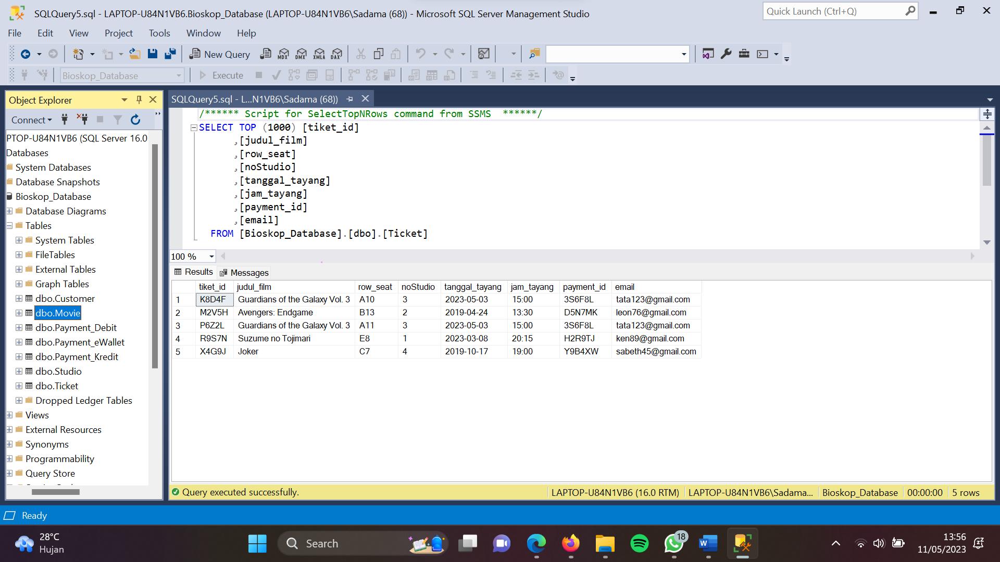 SQLQuery5.sql - LAPTOP-U84N1VB6.Bioskop_Database (LAPTOP-U84N1VB6\Sadama (68)) - Microsoft SQL Server Management Studio
Quick Launch (Ctrl+Q)
File Edit View Project Tools Window Help
New Query MDX DMX XMLA DAX
Bioskop_Database Execute
Object Explorer
Connect
PTOP-U84N1VB6 (SQL Server 16.0
Databases
System Databases
Database Snapshots
Bioskop_Database
Database Diagrams
Tables
System Tables
FileTables
External Tables
Graph Tables
dbo.Customer
dbo.Movie
dbo.Payment_Debit
dbo.Payment_eWallet
dbo.Payment_Kredit
dbo.Studio
dbo.Ticket
Dropped Ledger Tables
Views
External Resources
Synonyms
Programmability
Query Store
SQLQuery5.sql - L...N1VB6\Sadama (68))
/****** Script for SelectTopNRows command from SSMS  ******/
SELECT TOP (1000) [tiket_id]
,[judul_film]
,[row_seat]
,[noStudio]
,[tanggal_tayang]
,[jam_tayang]
,[payment_id]
,[email]
FROM [Bioskop_Database].[dbo].[Ticket]
100 %
Results Messages
tiket_id judul_film row_seat noStudio tanggal_tayang jam_tayang payment_id email
1 K8D4F Guardians of the Galaxy Vol. 3 A10 3 2023-05-03 15:00 3S6F8L tata123@gmail.com
2 M2V5H Avengers: Endgame B13 2 2019-04-24 13:30 D5N7MK leon76@gmail.com
3 P6Z2L Guardians of the Galaxy Vol. 3 A11 3 2023-05-03 15:00 3S6F8L tata123@gmail.com
4 R9S7N Suzume no Tojimari E8 1 2023-03-08 20:15 H2R9TJ ken89@gmail.com
5 X4G9J Joker C7 4 2019-10-17 19:00 Y9B4XW sabeth45@gmail.com
Query executed successfully. LAPTOP-U84N1VB6 (16.0 RTM) LAPTOP-U84N1VB6\Sadama... Bioskop_Database 00:00:00 5 rows
Ready
28°C
Hujan
Search
18
W
13:56
11/05/2023